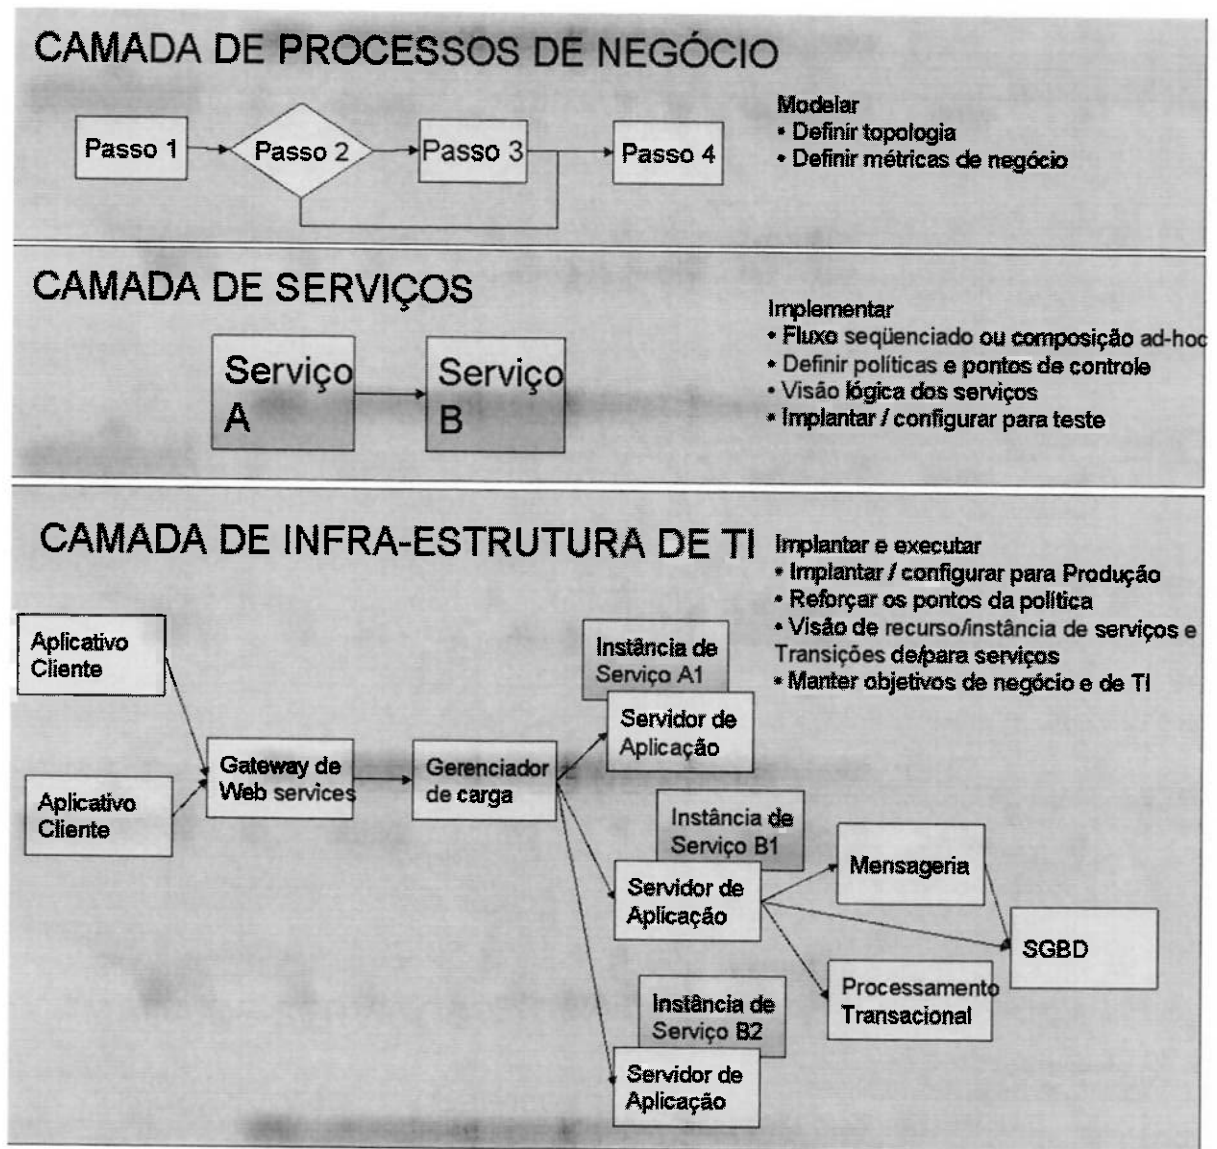 CAMADA DE PROCESSOS DE NEGÓCIO
Passo 1
Passo 2
Passo 3
Passo 4
Modelar
• Definir topologia
• Definir métricas de negócio
CAMADA DE SERVIÇOS
Serviço
A
Serviço
B
Implementar
• Fluxo seqüenciado ou composição ad-hoc
• Definir políticas e pontos de controle
• Visão lógica dos serviços
• Implantar / configurar para teste
CAMADA DE INFRA-ESTRUTURA DE TI
Implantar e executar
• Implantar / configurar para Produção
• Reforçar os pontos da política
• Visão de recurso/instância de serviços e
Transições de/para serviços
• Manter objetivos de negócio e de TI
Aplicativo
Cliente
Aplicativo
Cliente
Gateway de
Web services
Gerenciador
de carga
Instância de
Serviço A1
Servidor de
Aplicação
Instância de
Serviço B1
Servidor de
Aplicação
Instância de
Serviço B2
Servidor de
Aplicação
Mensageria
Processamento
Transacional
SGBD